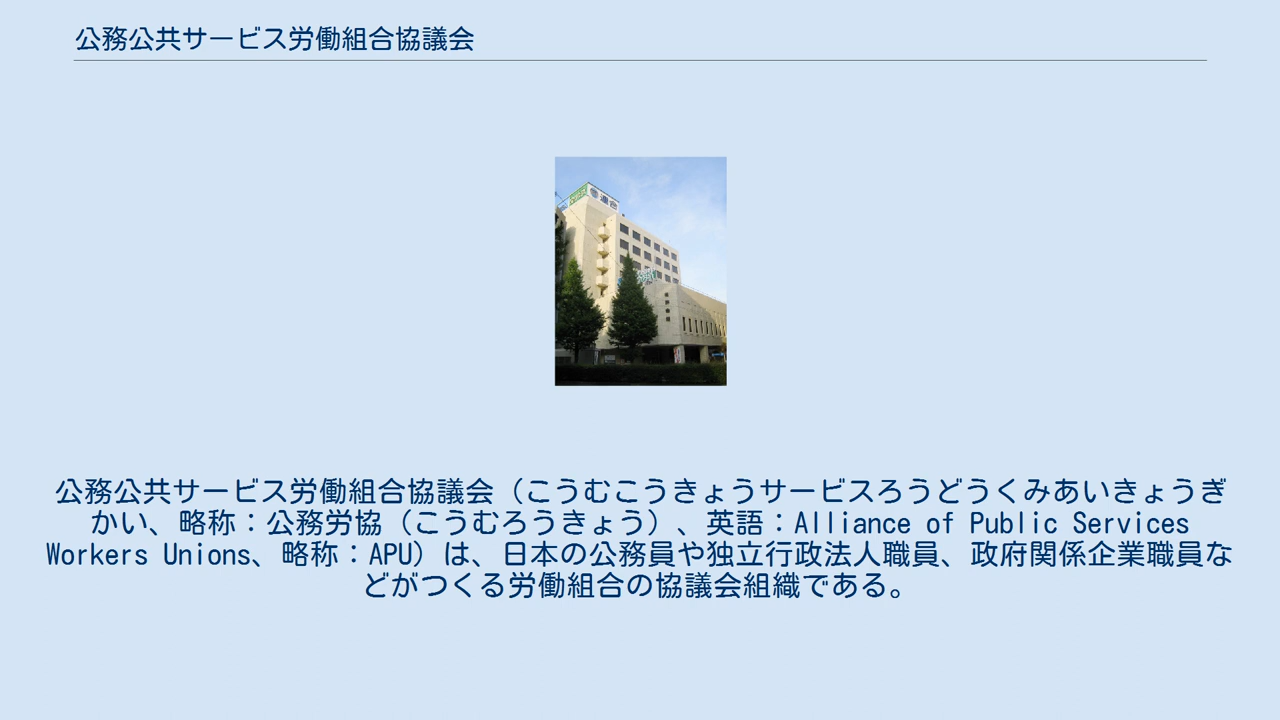 公務公共サービス労働組合協議会
連合
公務公共サービス労働組合協議会（こうむこうきょうサービスろうどうくみあいきょうぎ
かい、略称：公務労協（こうむろうきょう）、英語：Alliance of Public Services
Workers Unions、略称：APU）は、日本の公務員や独立行政法人職員、政府関係企業職員な
どがつくる労働組合の協議会組織である。